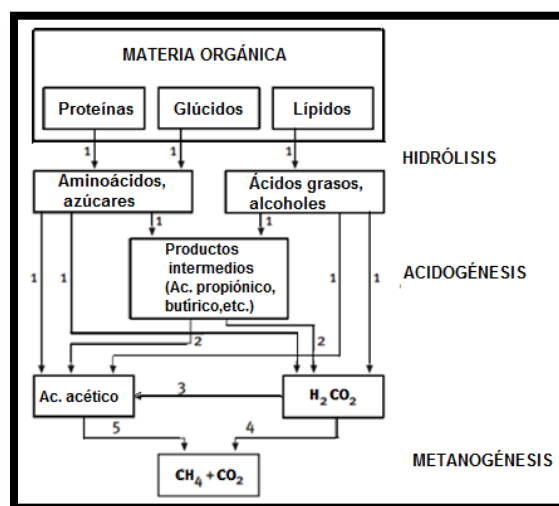 MATERIA ORGÁNICA
Proteínas
Glúcidos
Lípidos
1
1
1
HIDRÓLISIS
Aminoácidos,
azúcares
Ácidos grasos,
alcoholes
1
1
Productos
intermedios
(Ac. propiónico,
butírico,etc.)
1
1
1
1
ACIDOGÉNESIS
2
2
Ac. acético
3
H2 CO2
5
4
CH4 + CO2
METANOGÉNESIS